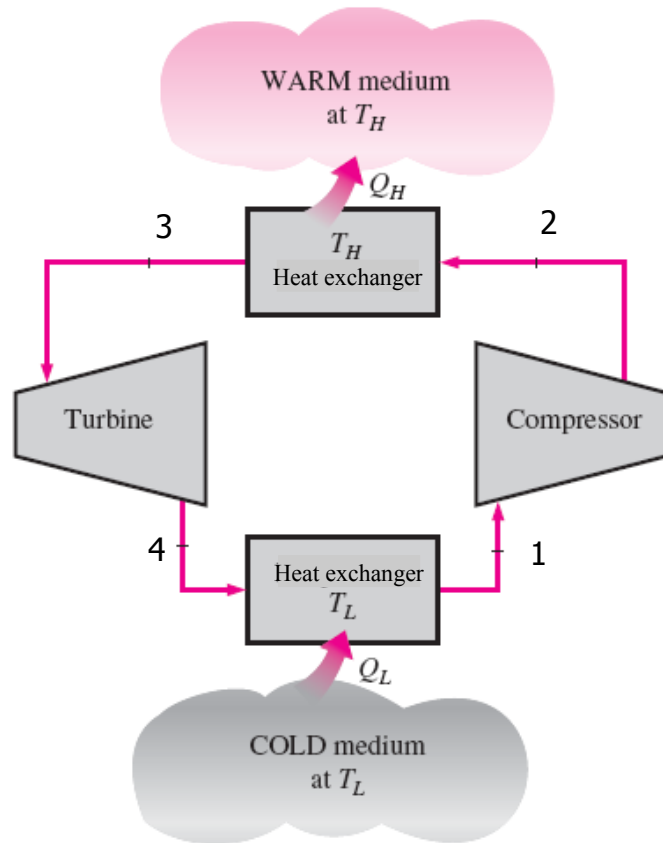 WARM medium
at T_H
Q_H
3
2
T_H
Heat exchanger
Turbine
Compressor
4
1
Heat exchanger
T_L
Q_L
COLD medium
at T_L